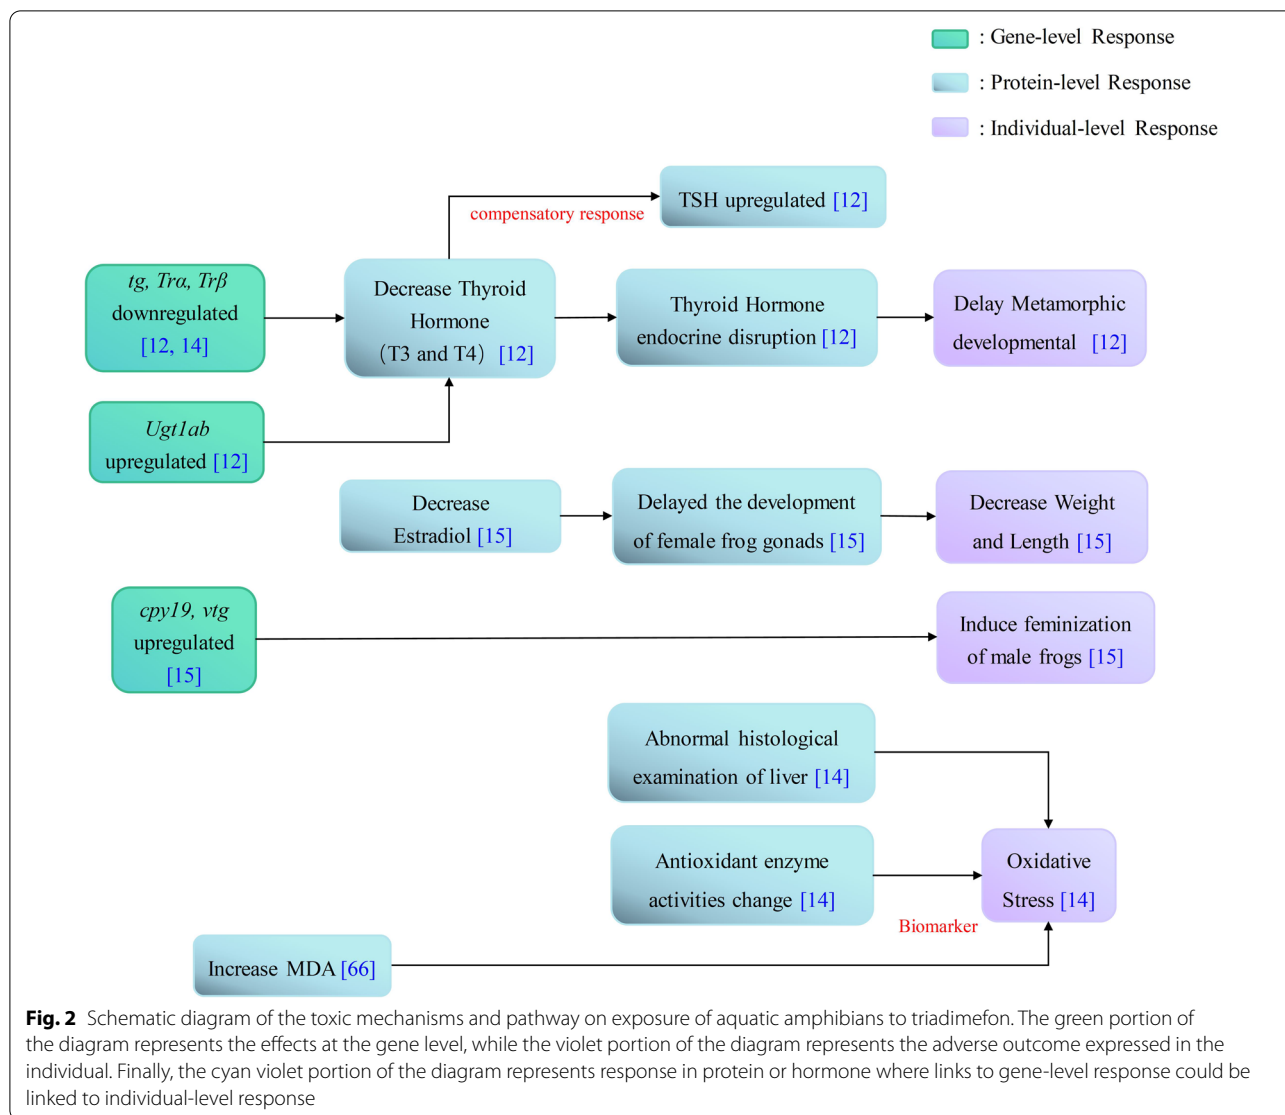 : Gene-level Response
: Protein-level Response
: Individual-level Response
TSH upregulated [12]
compensatory response
tg, Trα, Trβ
downregulated
[12, 14]
Decrease Thyroid
Hormone
（T3 and T4） [12]
Thyroid Hormone
endocrine disruption [12]
Delay Metamorphic
developmental [12]
Ugt1ab
upregulated [12]
Decrease
Estradiol [15]
Delayed the development
of female frog gonads [15]
Decrease Weight
and Length [15]
cpy19, vtg
upregulated
[15]
Induce feminization
of male frogs [15]
Abnormal histological
examination of liver [14]
Antioxidant enzyme
activities change [14]
Oxidative
Stress [14]
Biomarker
Increase MDA [66]
Fig. 2 Schematic diagram of the toxic mechanisms and pathway on exposure of aquatic amphibians to triadimefon. The green portion of
the diagram represents the effects at the gene level, while the violet portion of the diagram represents the adverse outcome expressed in the
individual. Finally, the cyan violet portion of the diagram represents response in protein or hormone where links to gene-level response could be
linked to individual-level response